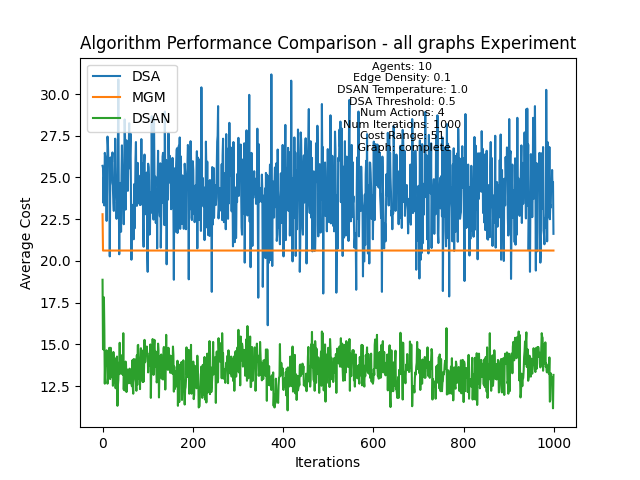 Algorithm Performance Comparison - all graphs Experiment
DSA
MGM
DSAN
Agents: 10
Edge Density: 0.1
DSAN Temperature: 1.0
DSA Threshold: 0.5
Num Actions: 4
Num Iterations: 1000
Cost Range: 51
Graph: complete
Average Cost
30.0
27.5
25.0
22.5
20.0
17.5
15.0
12.5
0
200
400
600
800
1000
Iterations